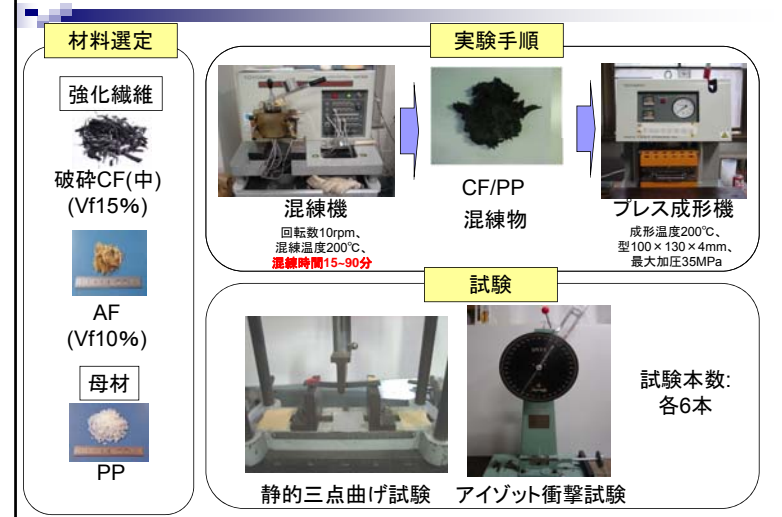 材料選定
強化繊維
破砕CF(中)
(Vf15%)
AF
(Vf10%)
母材
PP
実験手順
混練機
回転数10rpm、
混練温度200℃、
混練時間15~90分
CF/PP
混練物
プレス成形機
成形温度200℃、
型100×130×4mm、
最大加圧35MPa
試験
静的三点曲げ試験
アイゾット衝撃試験
試験本数:
各6本